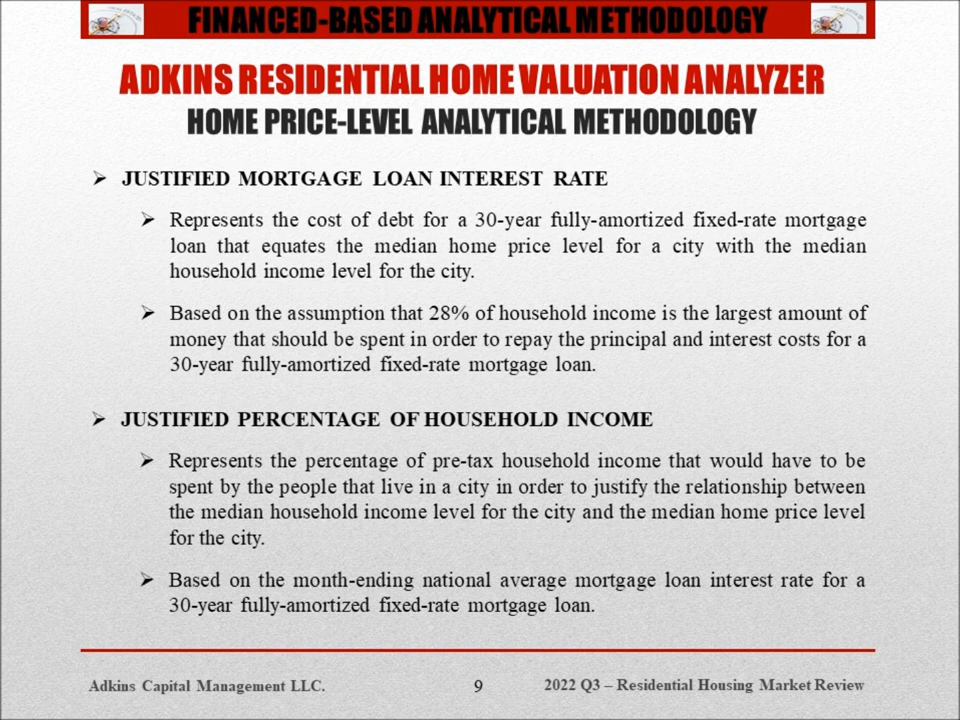 FINANCED-BASED ANALYTICAL METHODOLOGY
ADKINS RESIDENTIAL HOME VALUATION ANALYZER
HOME PRICE-LEVEL ANALYTICAL METHODOLOGY
➢ JUSTIFIED MORTGAGE LOAN INTEREST RATE
➢ Represents the cost of debt for a 30-year fully-amortized fixed-rate mortgage
loan that equates the median home price level for a city with the median
household income level for the city.
➢ Based on the assumption that 28% of household income is the largest amount of
money that should be spent in order to repay the principal and interest costs for a
30-year fully-amortized fixed-rate mortgage loan.
➢ JUSTIFIED PERCENTAGE OF HOUSEHOLD INCOME
➢ Represents the percentage of pre-tax household income that would have to be
spent by the people that live in a city in order to justify the relationship between
the median household income level for the city and the median home price level
for the city.
➢ Based on the month-ending national average mortgage loan interest rate for a
30-year fully-amortized fixed-rate mortgage loan.
Adkins Capital Management LLC. 9 2022 Q3 – Residential Housing Market Review